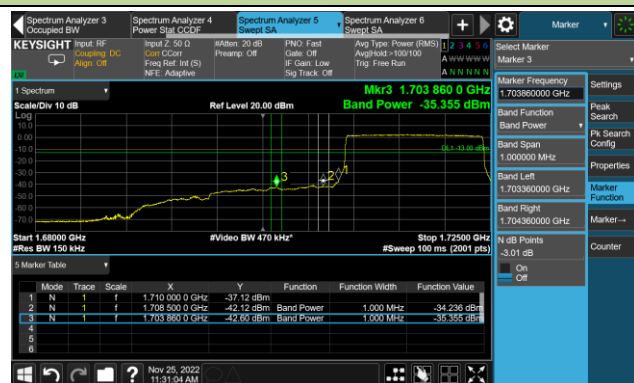 Spectrum Analyzer 3
Occupied BW
Spectrum Analyzer 4
Power Stat CCDF
Spectrum Analyzer 5
Swept SA
Spectrum Analyzer 6
Swept SA
+
Marker
KEYSIGHT
Input: RF
Coupling: DC
Align: Off
Input Z: 50 Ω
Corr CCorr
Freq Ref: Int (S)
NFE: Adaptive
#Atten: 20 dB
Preamp: Off
PNO: Fast
Gate: Off
IF Gain: Low
Sig Track: Off
Avg Type: Power (RMS)
Avg|Hold:>100/100
Trig: Free Run
1 2 3 4 5 6
A W W W W W
A N N N N N
1 Spectrum
Scale/Div 10 dB
Ref Level 20.00 dBm
Mkr3 1.703 860 0 GHz
Band Power -35.355 dBm
Log
10.0
0.00
-10.0
-20.0
-30.0
-40.0
-50.0
-60.0
-70.0
DL1 -13.00 dBm
3
2
1
Start 1.68000 GHz
#Res BW 150 kHz
#Video BW 470 kHz*
Stop 1.72500 GHz
#Sweep 100 ms (2001 pts)
5 Marker Table
Mode Trace Scale X Y Function Function Width Function Value
1 N 1 f 1.710 000 0 GHz -37.12 dBm
2 N 1 f 1.708 500 0 GHz -42.12 dBm Band Power 1.000 MHz -34.236 dBm
3 N 1 f 1.703 860 0 GHz -42.60 dBm Band Power 1.000 MHz -35.355 dBm
4
5
6
Select Marker
Marker 3
Marker Frequency
1.703860000 GHz
Band Function
Band Power
Band Span
1.000000 MHz
Band Left
1.703360000 GHz
Band Right
1.704360000 GHz
N dB Points
-3.01 dB
On
Off
Settings
Peak
Search
Pk Search
Config
Properties
Marker
Function
Marker→
Counter
?
Nov 25, 2022
11:31:04 AM